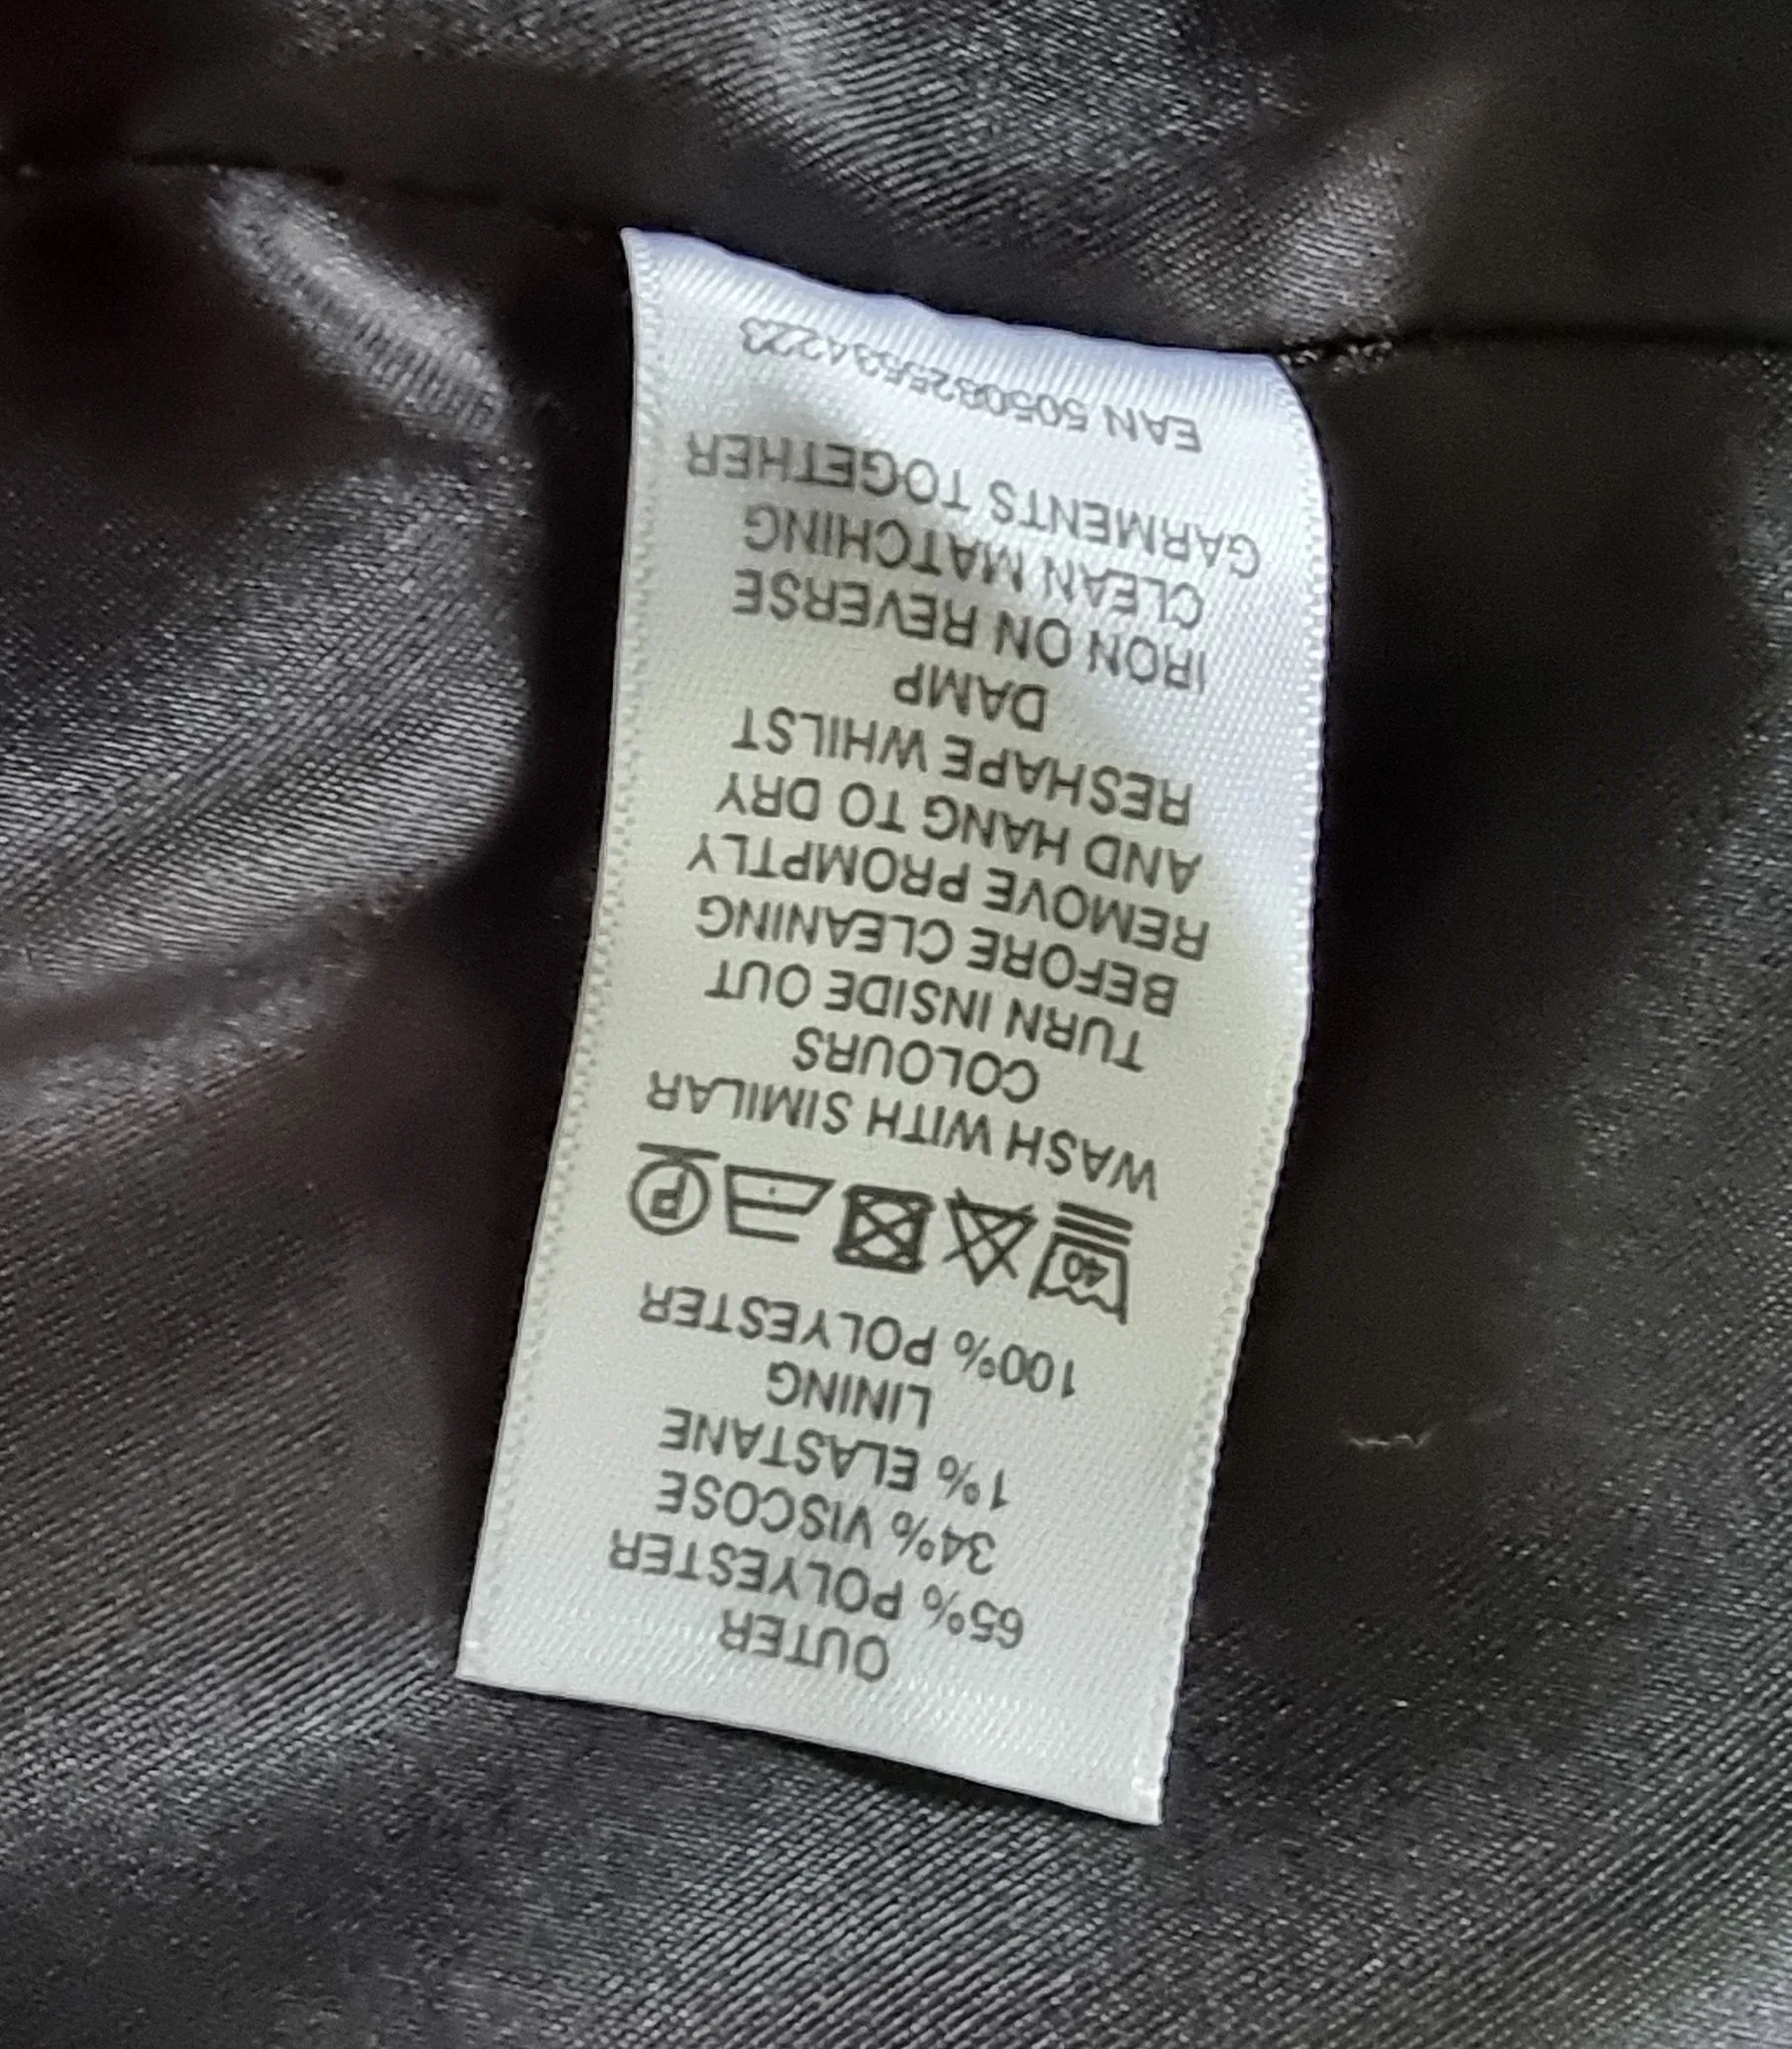 OUTER
65% POLYESTER
34% VISCOSE
1% ELASTANE
LINING
100% POLYESTER
40 P
WASH WITH SIMILAR
COLOURS
TURN INSIDE OUT
BEFORE CLEANING
REMOVE PROMPTLY
AND HANG TO DRY
RESHAPE WHILST
DAMP
IRON ON REVERSE
CLEAN MATCHING
GARMENTS TOGETHER
EAN